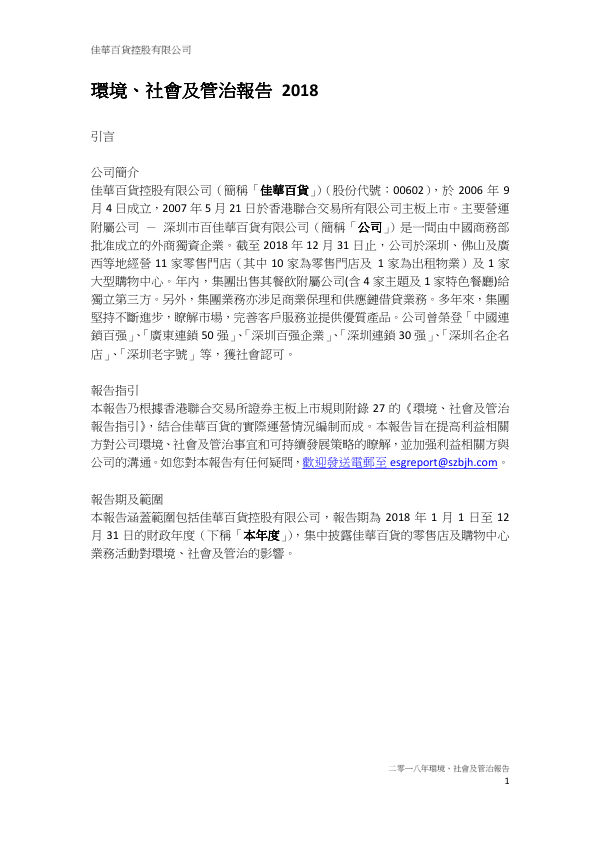 佳華百貨控股有限公司
環境、社會及管治報告 2018
引言
公司簡介
佳華百貨控股有限公司（簡稱「佳華百貨」）（股份代號：00602），於 2006 年 9
月 4 日成立，2007 年 5 月 21 日於香港聯合交易所有限公司主板上市。主要營運
附屬公司 － 深圳市百佳華百貨有限公司（簡稱「公司」）是一間由中國商務部
批准成立的外商獨資企業。截至 2018 年 12 月 31 日止，公司於深圳、佛山及廣
西等地經營 11 家零售門店（其中 10 家為零售門店及 1 家為出租物業）及 1 家
大型購物中心。年內，集團出售其餐飲附屬公司(含 4 家主題及 1 家特色餐廳)給
獨立第三方。另外，集團業務亦涉足商業保理和供應鏈借貸業務。多年來，集團
堅持不斷進步，瞭解市場，完善客戶服務並提供優質產品。公司曾榮登「中國連
鎖百强」、「廣東連鎖 50 强」、「深圳百强企業」、「深圳連鎖 30 强」、「深圳名企名
店」、「深圳老字號」等，獲社會認可。
報告指引
本報告乃根據香港聯合交易所證券主板上市規則附錄 27 的《環境、社會及管治
報告指引》，結合佳華百貨的實際運營情況編制而成。本報告旨在提高利益相關
方對公司環境、社會及管治事宜和可持續發展策略的瞭解，並加强利益相關方與
公司的溝通。如您對本報告有任何疑問，歡迎發送電郵至 esgreport@szbjh.com。
報告期及範圍
本報告涵蓋範圍包括佳華百貨控股有限公司，報告期為 2018 年 1 月 1 日至 12
月 31 日的財政年度（下稱「本年度」），集中披露佳華百貨的零售店及購物中心
業務活動對環境、社會及管治的影響。
二零一八年環境、社會及管治報告
1